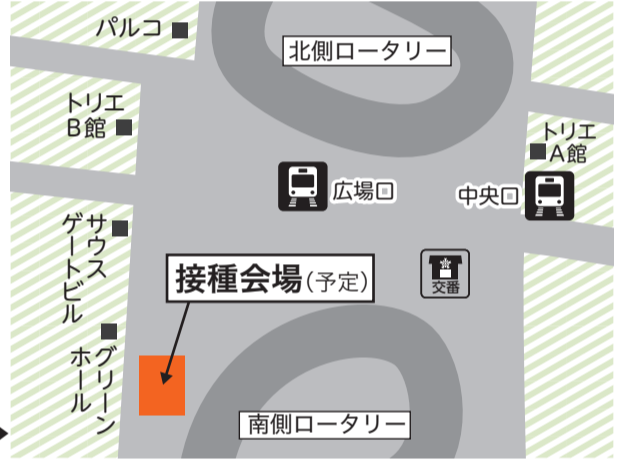 パルコ
北側ロータリー
トリエ
B館
トリエ
A館
広場口
中央口
サウス
ゲートビル
接種会場(予定)
交番
グリーン
ホール
南側ロータリー